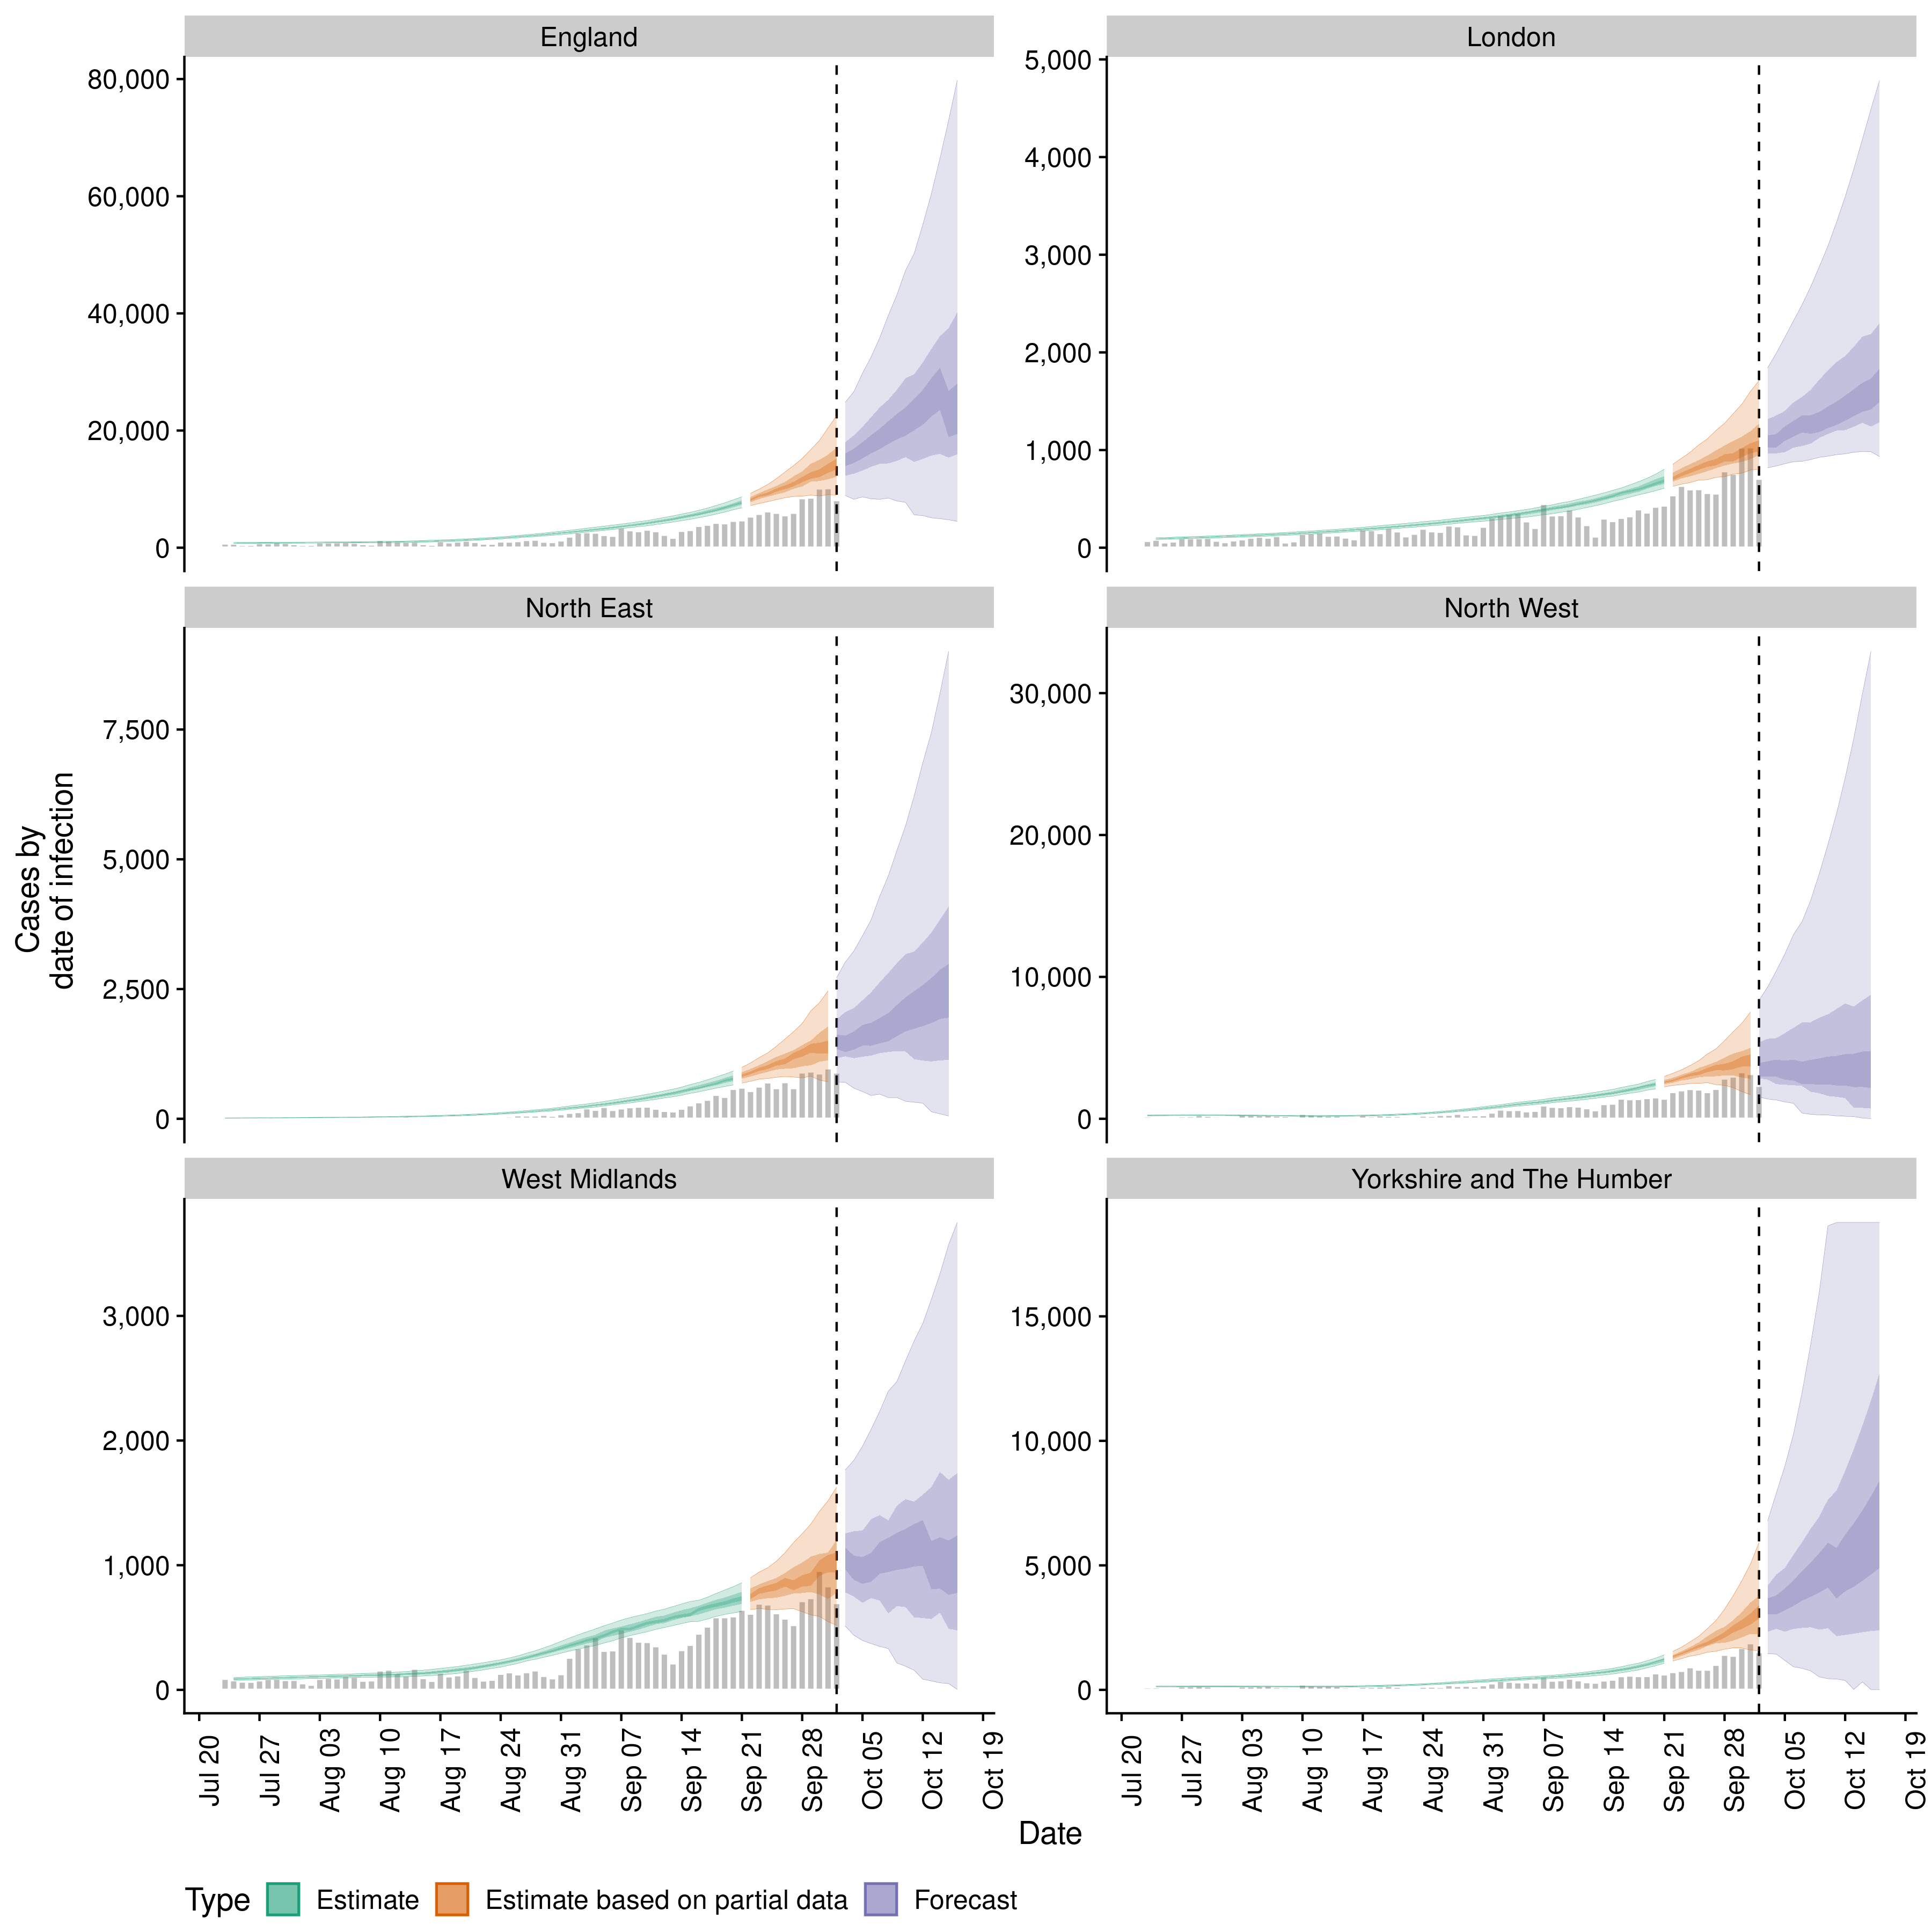 England
London
80,000
60,000
40,000
20,000
0
5,000
4,000
3,000
2,000
1,000
0
North East
North West
7,500
5,000
2,500
0
30,000
20,000
10,000
0
Cases by
date of infection
West Midlands
Yorkshire and The Humber
3,000
2,000
1,000
0
15,000
10,000
5,000
0
Jul 20
Jul 27
Aug 03
Aug 10
Aug 17
Aug 24
Aug 31
Sep 07
Sep 14
Sep 21
Sep 28
Oct 05
Oct 12
Oct 19
Jul 20
Jul 27
Aug 03
Aug 10
Aug 17
Aug 24
Aug 31
Sep 07
Sep 14
Sep 21
Sep 28
Oct 05
Oct 12
Oct 19
Date
Type Estimate Estimate based on partial data Forecast